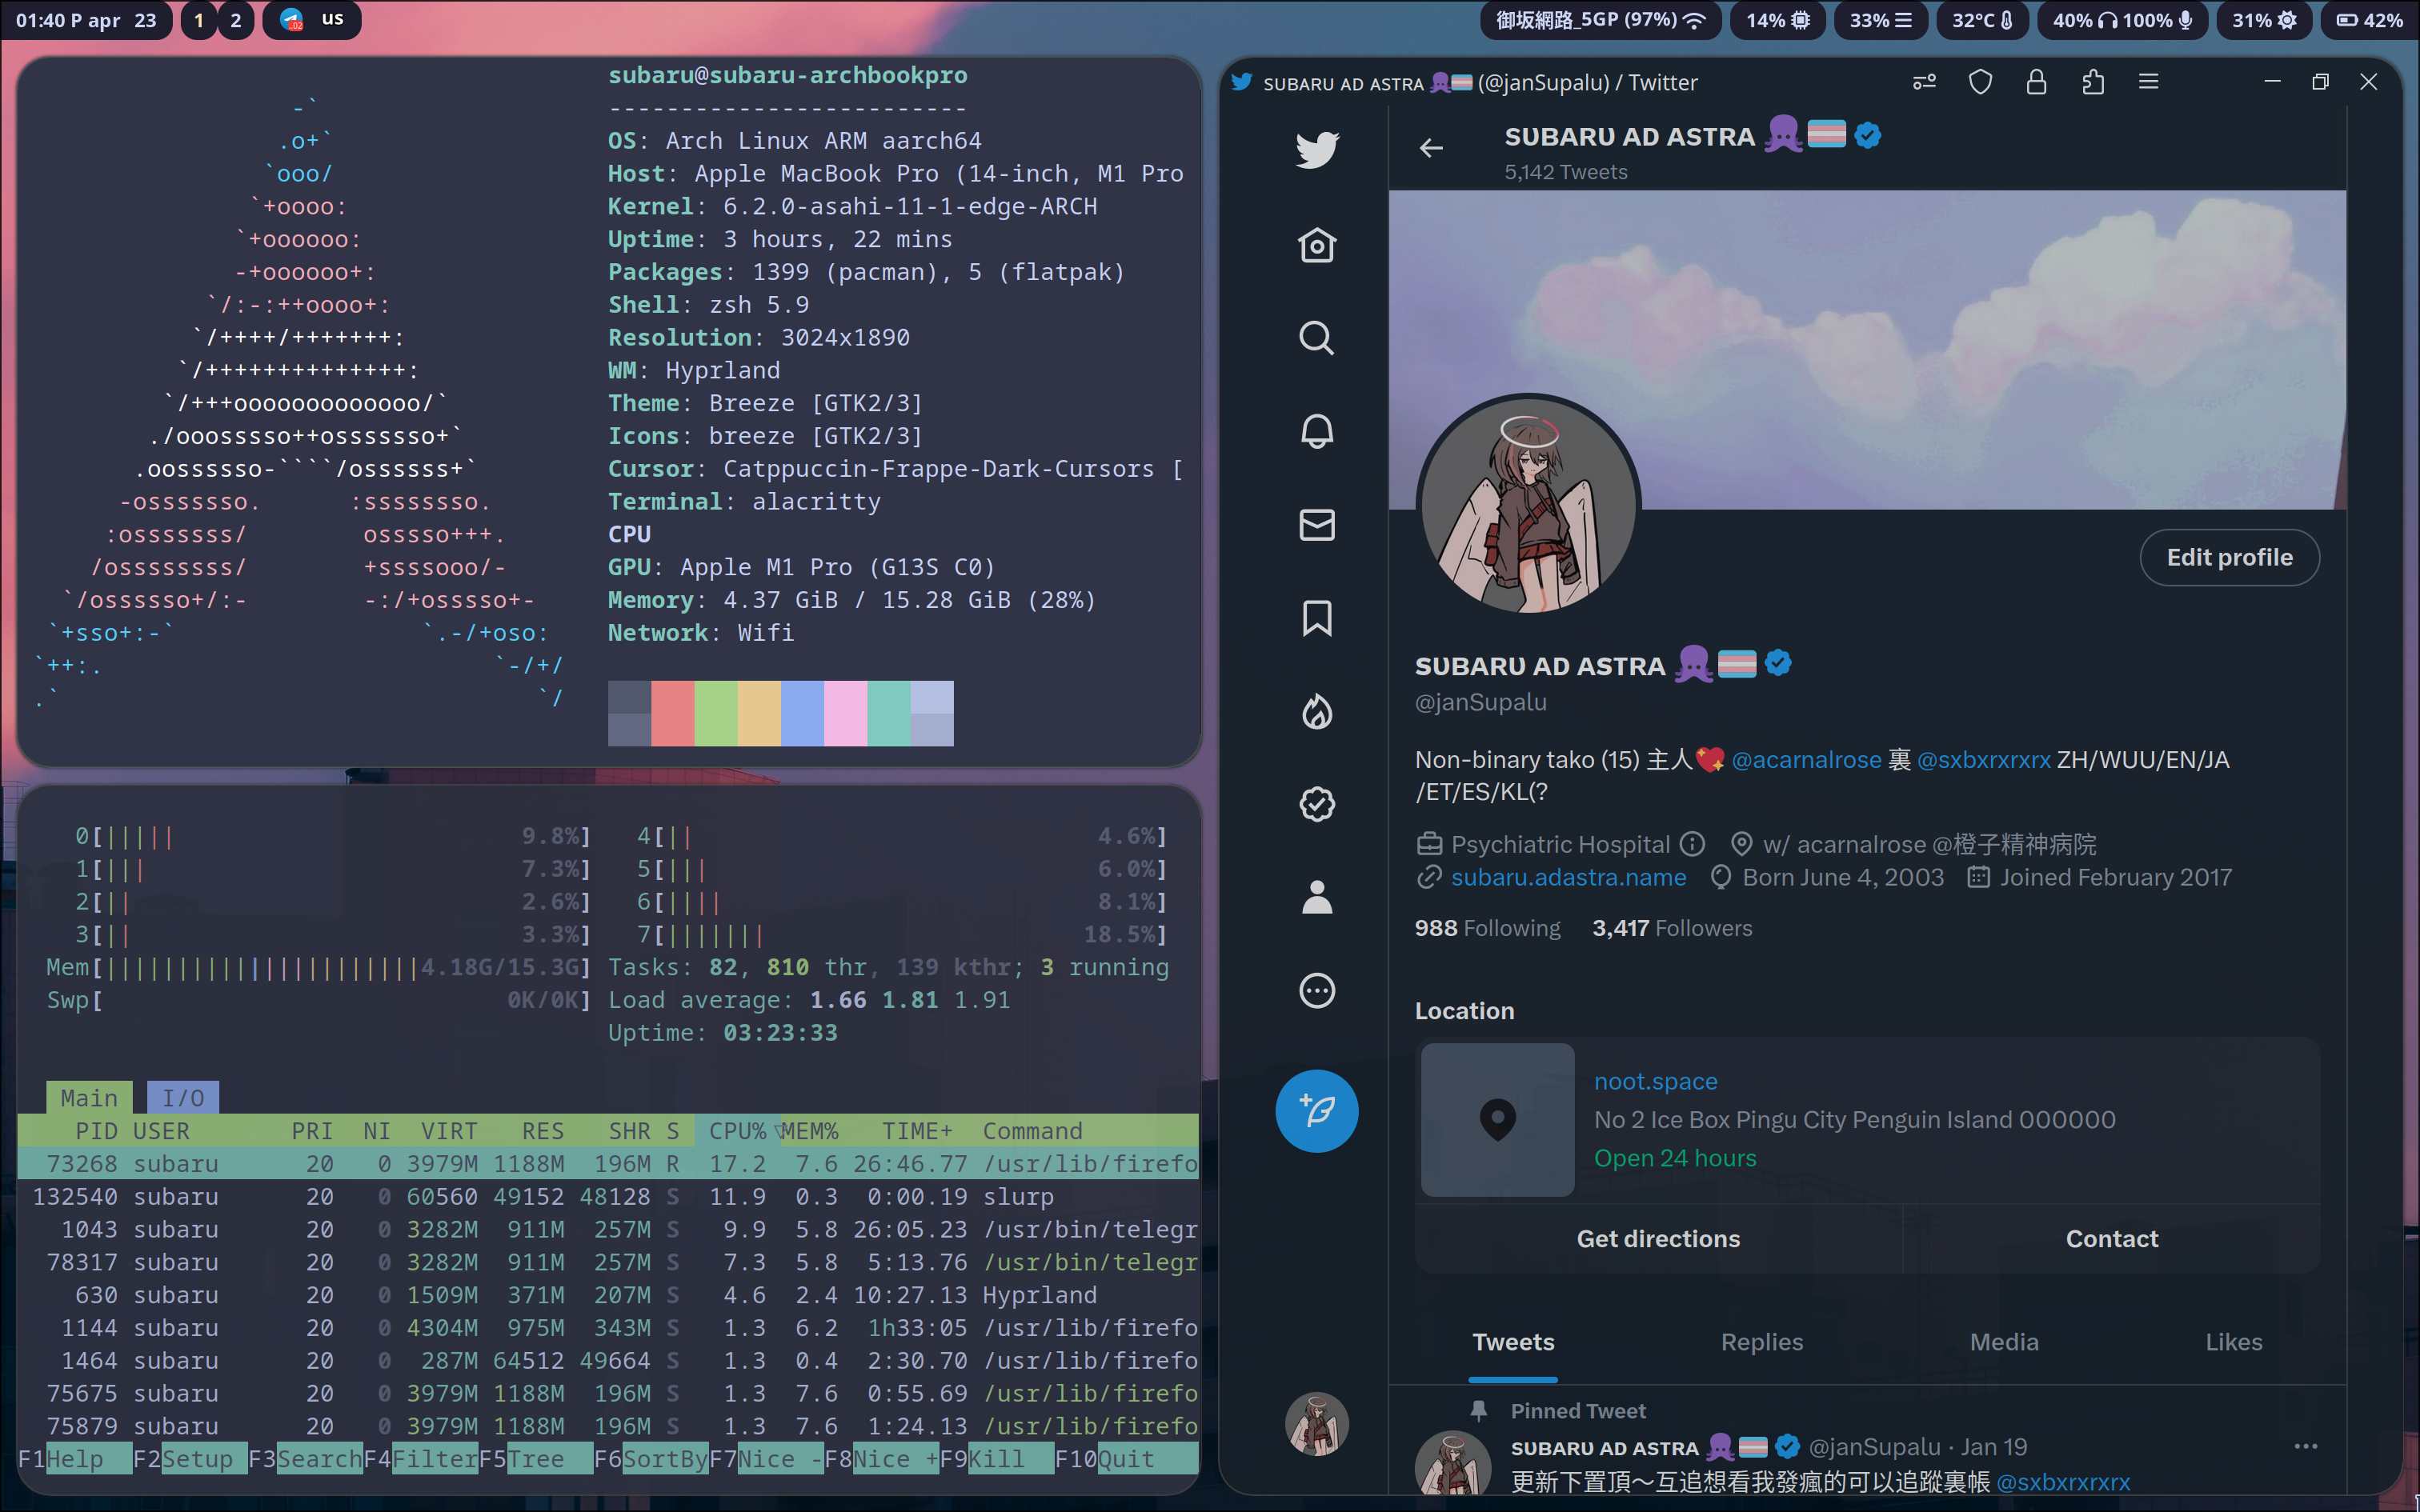 01:40 P apr 23
1 2
us
御坂網路_5GP (97%)
14%
33%
32°C
40% 100%
31%
42%
subaru@subaru-archbookpro
-------------------------
OS: Arch Linux ARM aarch64
Host: Apple MacBook Pro (14-inch, M1 Pro
Kernel: 6.2.0-asahi-11-1-edge-ARCH
Uptime: 3 hours, 22 mins
Packages: 1399 (pacman), 5 (flatpak)
Shell: zsh 5.9
Resolution: 3024x1890
WM: Hyprland
Theme: Breeze [GTK2/3]
Icons: breeze [GTK2/3]
Cursor: Catppuccin-Frappe-Dark-Cursors [
Terminal: alacritty
CPU
GPU: Apple M1 Pro (G13S C0)
Memory: 4.37 GiB / 15.28 GiB (28%)
Network: Wifi
0[||||| 9.8%] 4[|| 4.6%]
1[||| 7.3%] 5[||| 6.0%]
2[|| 2.6%] 6[|||| 8.1%]
3[|| 3.3%] 7[||||||| 18.5%]
Mem[||||||||||||||||||||||4.18G/15.3G] Tasks: 82, 810 thr, 139 kthr; 3 running
Swp[ 0K/0K] Load average: 1.66 1.81 1.91
Uptime: 03:23:33
Main I/O
PID USER PRI NI VIRT RES SHR S CPU%▽MEM% TIME+ Command
73268 subaru 20 0 3979M 1188M 196M R 17.2 7.6 26:46.77 /usr/lib/firefo
132540 subaru 20 0 60560 49152 48128 S 11.9 0.3 0:00.19 slurp
1043 subaru 20 0 3282M 911M 257M S 9.9 5.8 26:05.23 /usr/bin/telegr
78317 subaru 20 0 3282M 911M 257M S 7.3 5.8 5:13.76 /usr/bin/telegr
630 subaru 20 0 1509M 371M 207M S 4.6 2.4 10:27.13 Hyprland
1144 subaru 20 0 4304M 975M 343M S 1.3 6.2 1h33:05 /usr/lib/firefo
1464 subaru 20 0 287M 64512 49664 S 1.3 0.4 2:30.70 /usr/lib/firefo
75675 subaru 20 0 3979M 1188M 196M S 1.3 7.6 0:55.69 /usr/lib/firefo
75879 subaru 20 0 3979M 1188M 196M S 1.3 7.6 1:24.13 /usr/lib/firefo
F1Help F2Setup F3SearchF4FilterF5Tree F6SortByF7Nice -F8Nice +F9Kill F10Quit
SUBARU AD ASTRA 🐙🏳️‍⚧️ (@janSupalu) / Twitter
SUBARU AD ASTRA 🐙🏳️‍⚧️
5,142 Tweets
Edit profile
SUBARU AD ASTRA 🐙🏳️‍⚧️
@janSupalu
Non-binary tako (15) 主人💖 @acarnalrose 裏 @sxbxrxrxrx ZH/WUU/EN/JA
/ET/ES/KL(?
Psychiatric Hospital w/ acarnalrose @橙子精神病院
subaru.adastra.name Born June 4, 2003 Joined February 2017
988 Following 3,417 Followers
Location
noot.space
No 2 Ice Box Pingu City Penguin Island 000000
Open 24 hours
Get directions Contact
Tweets Replies Media Likes
Pinned Tweet
SUBARU AD ASTRA 🐙🏳️‍⚧️ @janSupalu · Jan 19
更新下置頂～互追想看我發瘋的可以追蹤裏帳 @sxbxrxrxrx